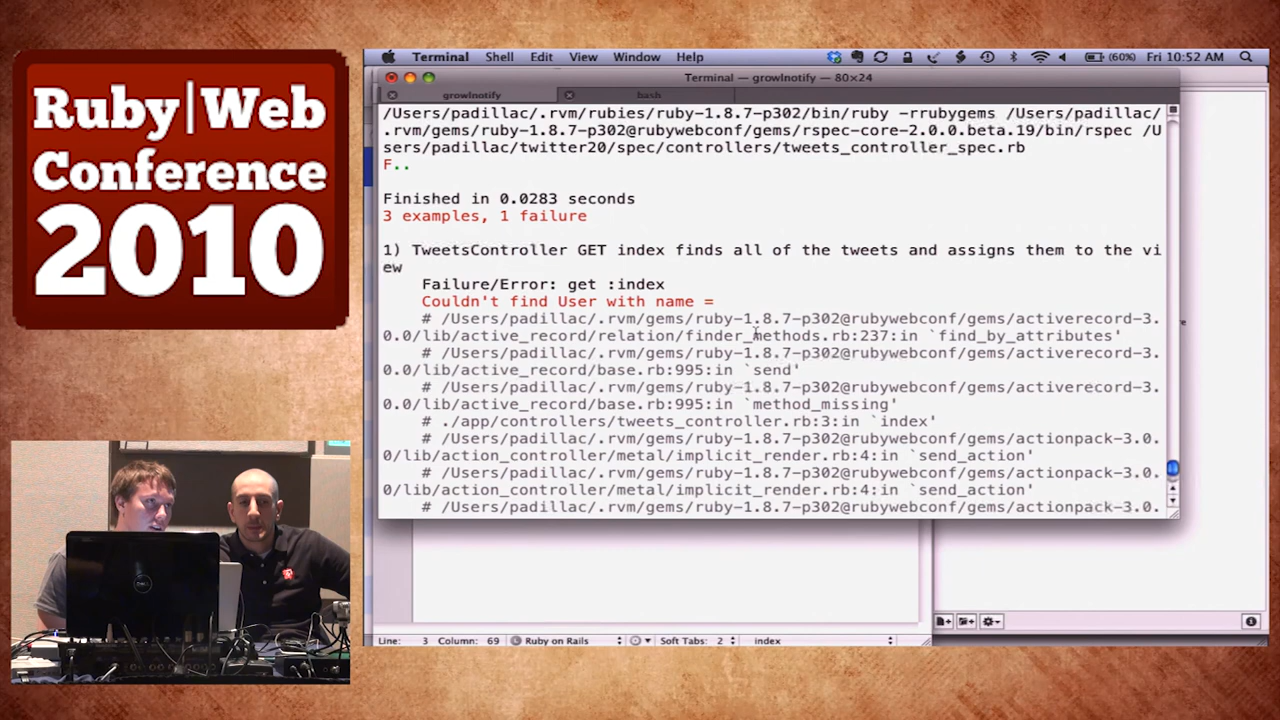 Ruby|Web
Conference
2010
Terminal Shell Edit View Window Help
(60%) Fri 10:52 AM
Terminal — growlnotify — 80×24
growlnotify
bash
/Users/padillac/.rvm/rubies/ruby-1.8.7-p302/bin/ruby -rrubygems /Users/padillac/
.rvm/gems/ruby-1.8.7-p302@rubywebconf/gems/rspec-core-2.0.0.beta.19/bin/rspec /U
sers/padillac/twitter20/spec/controllers/tweets_controller_spec.rb
F..
Finished in 0.0283 seconds
3 examples, 1 failure
1) TweetsController GET index finds all of the tweets and assigns them to the vi
ew
Failure/Error: get :index
Couldn't find User with name =
# /Users/padillac/.rvm/gems/ruby-1.8.7-p302@rubywebconf/gems/activerecord-3.
0.0/lib/active_record/relation/finder_methods.rb:237:in `find_by_attributes'
# /Users/padillac/.rvm/gems/ruby-1.8.7-p302@rubywebconf/gems/activerecord-3.
0.0/lib/active_record/base.rb:995:in `send'
# /Users/padillac/.rvm/gems/ruby-1.8.7-p302@rubywebconf/gems/activerecord-3.
0.0/lib/active_record/base.rb:995:in `method_missing'
# ./app/controllers/tweets_controller.rb:3:in `index'
# /Users/padillac/.rvm/gems/ruby-1.8.7-p302@rubywebconf/gems/actionpack-3.0.
0/lib/action_controller/metal/implicit_render.rb:4:in `send_action'
# /Users/padillac/.rvm/gems/ruby-1.8.7-p302@rubywebconf/gems/actionpack-3.0.
0/lib/action_controller/metal/implicit_render.rb:4:in `send_action'
# /Users/padillac/.rvm/gems/ruby-1.8.7-p302@rubywebconf/gems/actionpack-3.0.
Line: 3 Column: 69 Ruby on Rails Soft Tabs: 2 index
DELL